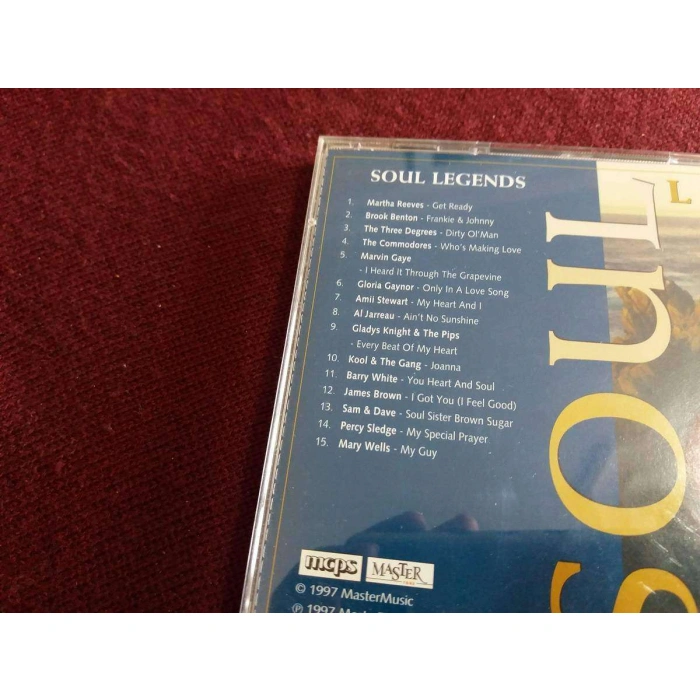 SOUL LEGENDS
1. Martha Reeves - Get Ready
2. Brook Benton - Frankie & Johnny
3. The Three Degrees - Dirty Ol'Man
4. The Commodores - Who's Making Love
5. Marvin Gaye
- I Heard It Through The Grapevine
6. Gloria Gaynor - Only In A Love Song
7. Amii Stewart - My Heart And I
8. Al Jarreau - Ain't No Sunshine
9. Gladys Knight & The Pips
- Every Beat Of My Heart
10. Kool & The Gang - Joanna
11. Barry White - You Heart And Soul
12. James Brown - I Got You (I Feel Good)
13. Sam & Dave - Soul Sister Brown Sugar
14. Percy Sledge - My Special Prayer
15. Mary Wells - My Guy
mcps MASTER
© 1997 MasterMusic
℗ 1997
soul
L